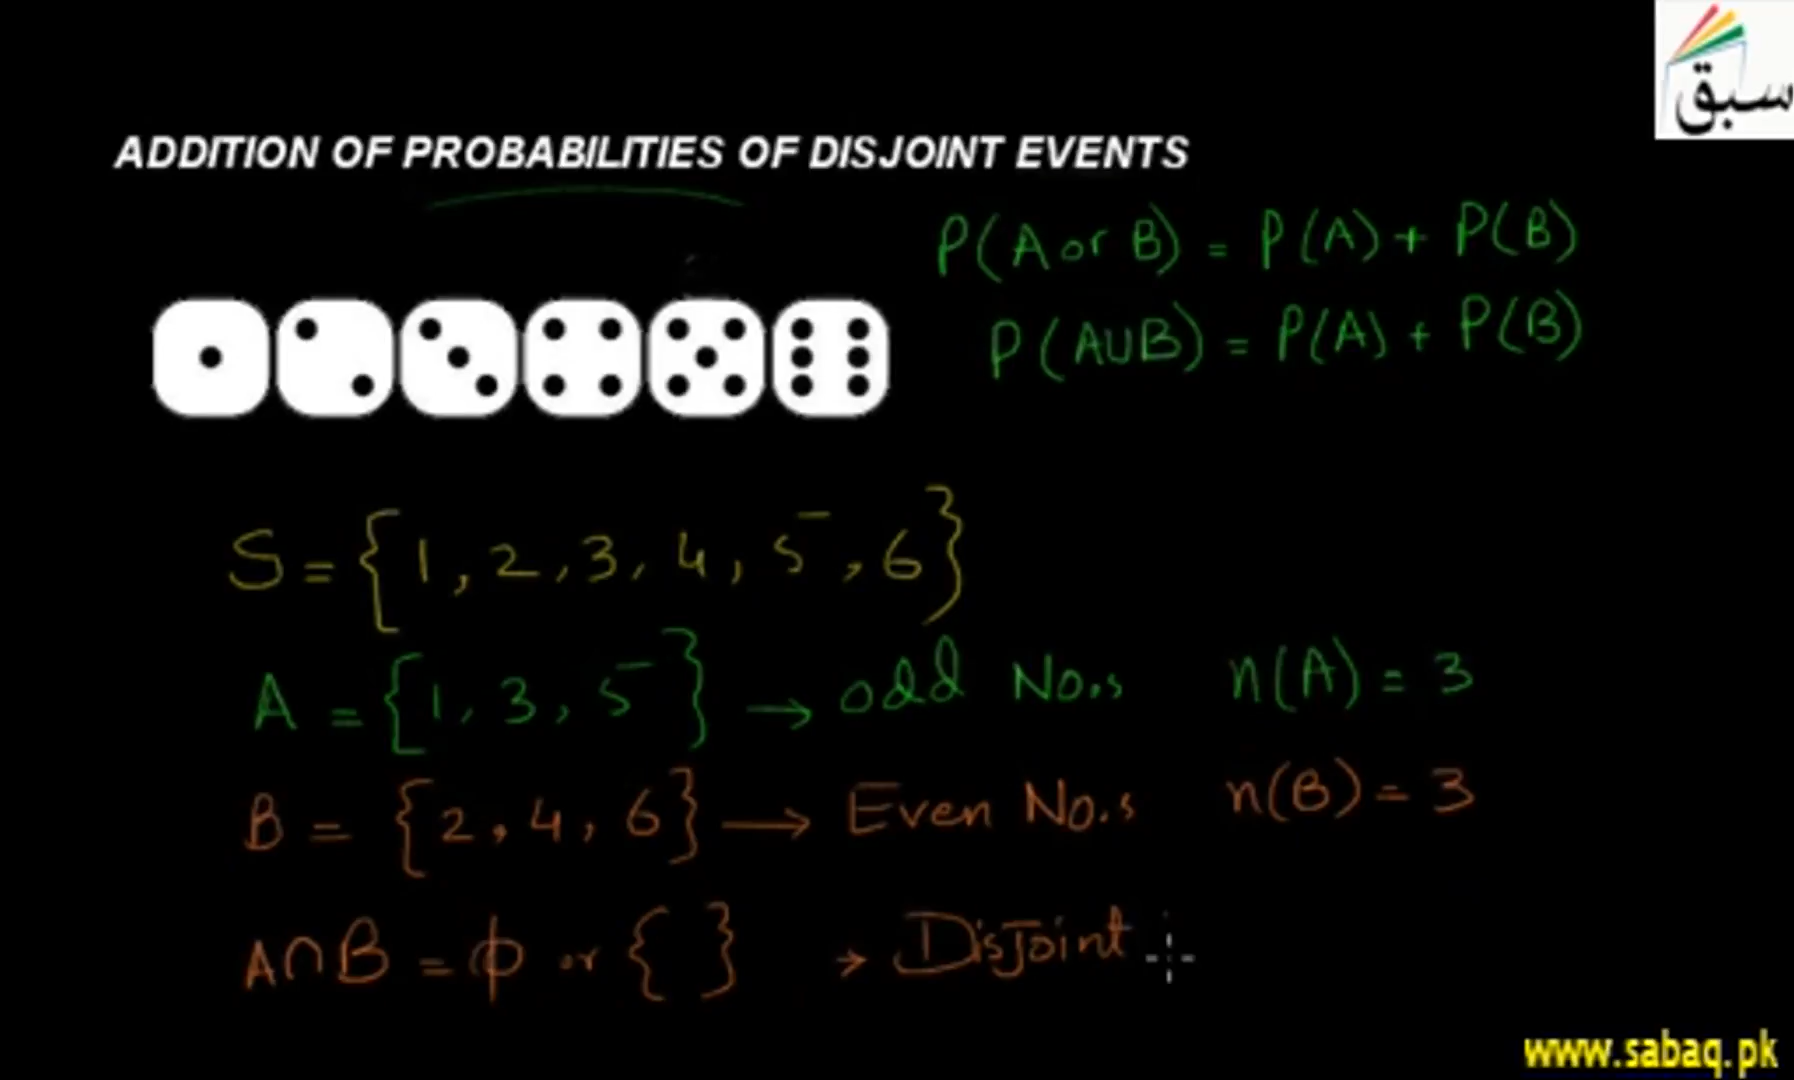 سبق
ADDITION OF PROBABILITIES OF DISJOINT EVENTS
P(A or B) = P(A) + P(B)
P(A∪B) = P(A) + P(B)
S = {1, 2, 3, 4, 5, 6}
A = {1, 3, 5} → odd No.s n(A) = 3
B = {2, 4, 6} → Even No.s n(B) = 3
A∩B = ϕ or { } → Disjoint
www.sabaq.pk